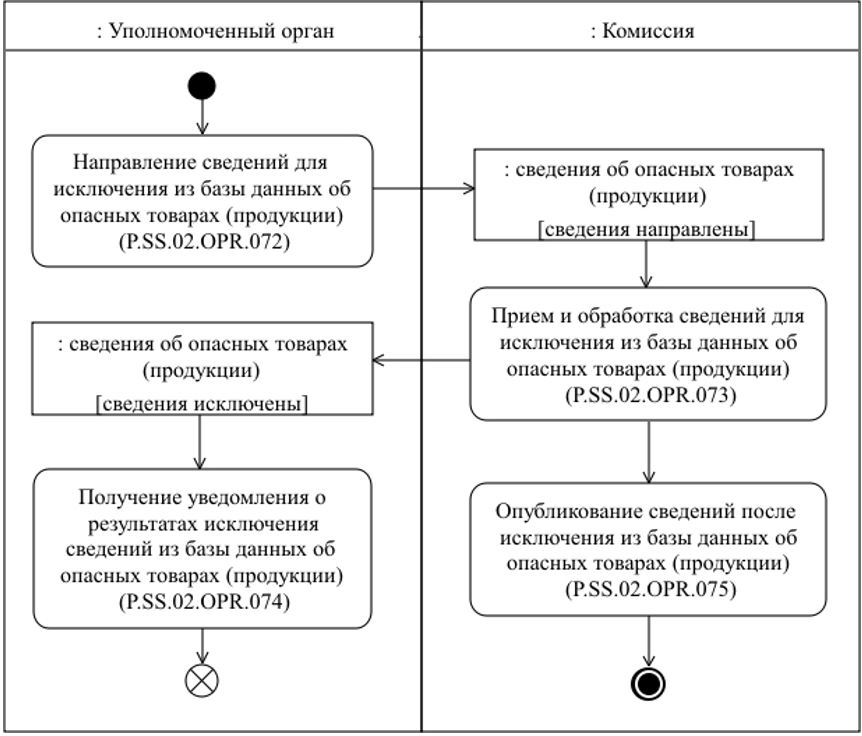 : Уполномоченный орган
: Комиссия
Направление сведений для
исключения из базы данных об
опасных товарах (продукции)
(P.SS.02.OPR.072)
: сведения об опасных товарах
(продукции)
[сведения направлены]
Прием и обработка сведений для
исключения из базы данных об
опасных товарах (продукции)
(P.SS.02.OPR.073)
: сведения об опасных товарах
(продукции)
[сведения исключены]
Получение уведомления о
результатах исключения
сведений из базы данных об
опасных товарах (продукции)
(P.SS.02.OPR.074)
Опубликование сведений после
исключения из базы данных об
опасных товарах (продукции)
(P.SS.02.OPR.075)